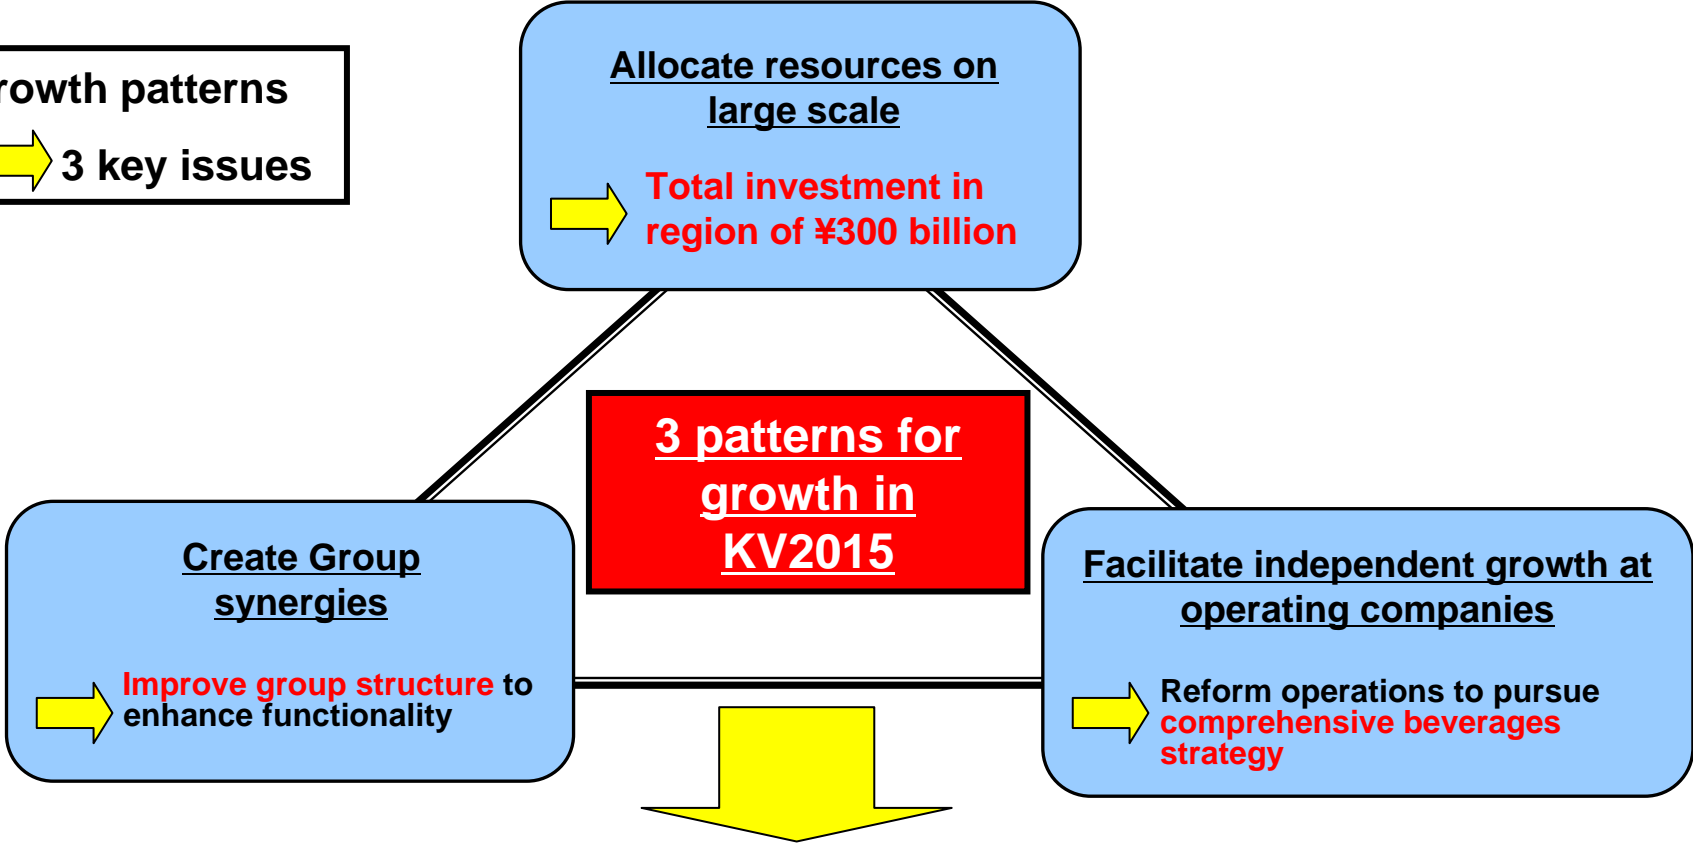 rowth patterns
3 key issues
Allocate resources on
large scale
Total investment in
region of ¥300 billion
3 patterns for
growth in
KV2015
Create Group
synergies
Improve group structure to
enhance functionality
Facilitate independent growth at
operating companies
Reform operations to pursue
comprehensive beverages
strategy